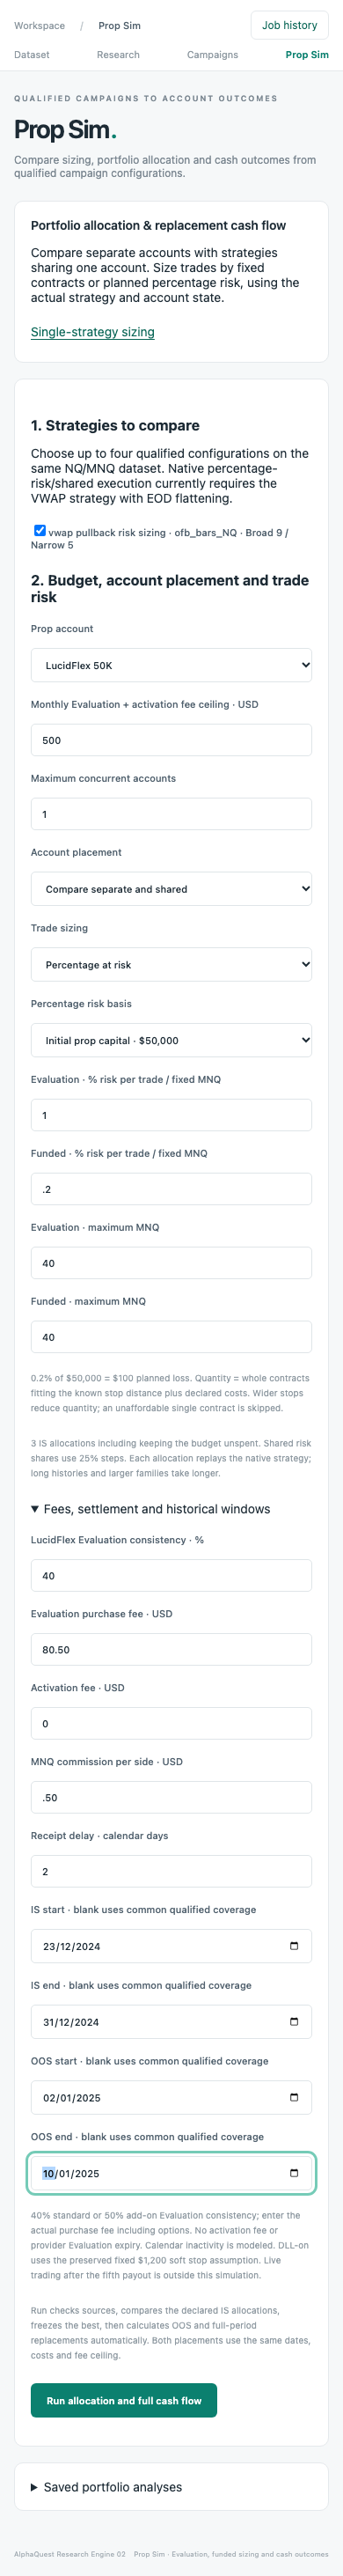 Workspace / Prop Sim
Job history
Dataset Research Campaigns Prop Sim
QUALIFIED CAMPAIGNS TO ACCOUNT OUTCOMES
Prop Sim.
Compare sizing, portfolio allocation and cash outcomes from
qualified campaign configurations.
Portfolio allocation & replacement cash flow
Compare separate accounts with strategies
sharing one account. Size trades by fixed
contracts or planned percentage risk, using the
actual strategy and account state.
Single-strategy sizing
1. Strategies to compare
Choose up to four qualified configurations on the
same NQ/MNQ dataset. Native percentage-
risk/shared execution currently requires the
VWAP strategy with EOD flattening.
vwap pullback risk sizing · ofb_bars_NQ · Broad 9 /
Narrow 5
2. Budget, account placement and trade
risk
Prop account
LucidFlex 50K
Monthly Evaluation + activation fee ceiling · USD
500
Maximum concurrent accounts
1
Account placement
Compare separate and shared
Trade sizing
Percentage at risk
Percentage risk basis
Initial prop capital · $50,000
Evaluation · % risk per trade / fixed MNQ
1
Funded · % risk per trade / fixed MNQ
.2
Evaluation · maximum MNQ
40
Funded · maximum MNQ
40
0.2% of $50,000 = $100 planned loss. Quantity = whole contracts
fitting the known stop distance plus declared costs. Wider stops
reduce quantity; an unaffordable single contract is skipped.
3 IS allocations including keeping the budget unspent. Shared risk
shares use 25% steps. Each allocation replays the native strategy;
long histories and larger families take longer.
▼ Fees, settlement and historical windows
LucidFlex Evaluation consistency · %
40
Evaluation purchase fee · USD
80.50
Activation fee · USD
0
MNQ commission per side · USD
.50
Receipt delay · calendar days
2
IS start · blank uses common qualified coverage
23/12/2024
IS end · blank uses common qualified coverage
31/12/2024
OOS start · blank uses common qualified coverage
02/01/2025
OOS end · blank uses common qualified coverage
10/01/2025
40% standard or 50% add-on Evaluation consistency; enter the
actual purchase fee including options. No activation fee or
provider Evaluation expiry. Calendar inactivity is modeled. DLL-on
uses the preserved fixed $1,200 soft stop assumption. Live
trading after the fifth payout is outside this simulation.
Run checks sources, compares the declared IS allocations,
freezes the best, then calculates OOS and full-period
replacements automatically. Both placements use the same dates,
costs and fee ceiling.
Run allocation and full cash flow
▶ Saved portfolio analyses
AlphaQuest Research Engine 02 Prop Sim · Evaluation, funded sizing and cash outcomes